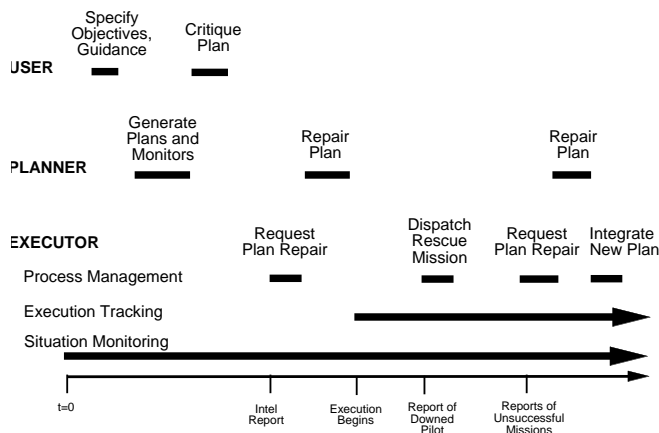 Specify
Objectives,
Guidance
Critique
Plan
USER
Generate
Plans and
Monitors
Repair
Plan
Repair
Plan
PLANNER
Request
Plan Repair
Dispatch
Rescue
Mission
Request
Plan Repair
Integrate
New Plan
EXECUTOR
Process Management
Execution Tracking
Situation Monitoring
t=0
Intel
Report
Execution
Begins
Report of
Downed
Pilot
Reports of
Unsuccessful
Missions